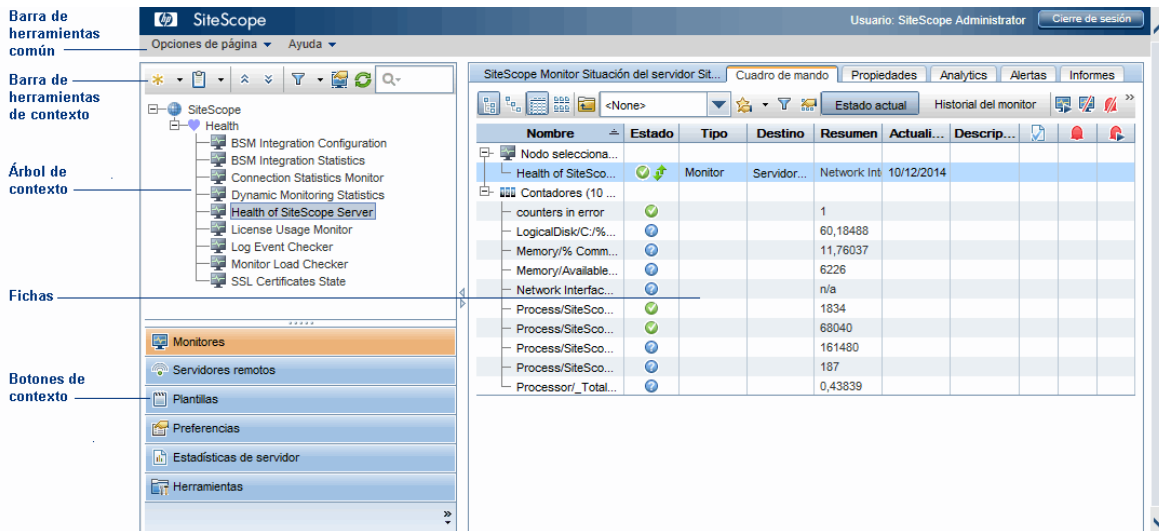 Barra de
herramientas
común
Barra de
herramientas
de contexto
Árbol de
contexto
Fichas
Botones de
contexto
hp SiteScope
Usuario: SiteScope Administrator Cierre de sesión
Opciones de página Ayuda
SiteScope
Health
BSM Integration Configuration
BSM Integration Statistics
Connection Statistics Monitor
Dynamic Monitoring Statistics
Health of SiteScope Server
License Usage Monitor
Log Event Checker
Monitor Load Checker
SSL Certificates State
Monitores
Servidores remotos
Plantillas
Preferencias
Estadísticas de servidor
Herramientas
SiteScope Monitor Situación del servidor Sit... Cuadro de mando Propiedades Analytics Alertas Informes
<None> Estado actual Historial del monitor
Nombre Estado Tipo Destino Resumen Actuali... Descrip...
Nodo selecciona...
Health of SiteSco... Monitor Servidor... Network Int 10/12/2014
Contadores (10 ...
counters in error 1
LogicalDisk/C:/%... 60,18488
Memory/% Comm... 11,76037
Memory/Available... 6226
Network Interfac... n/a
Process/SiteSco... 1834
Process/SiteSco... 68040
Process/SiteSco... 161480
Process/SiteSco... 187
Processor/_Total... 0,43839